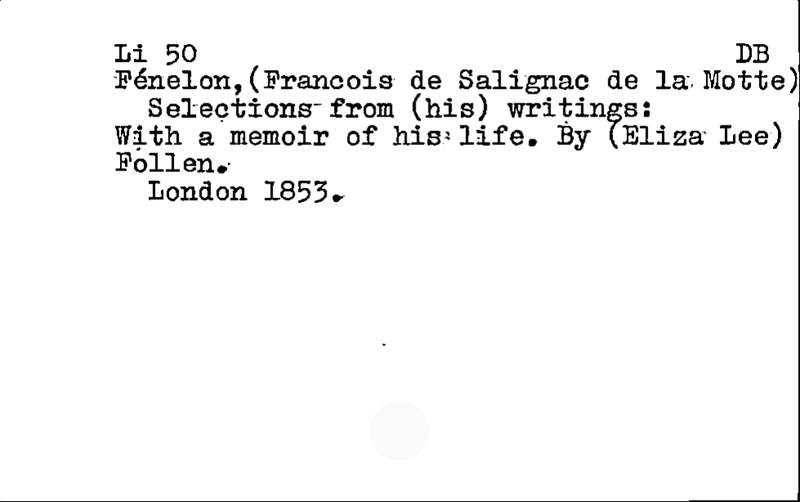 Li 50 DB
Fénelon, (Francois de Salignac de la Motte)
Selections from (his) writings:
With a memoir of his life. By (Eliza Lee)
Follen.
London 1853.